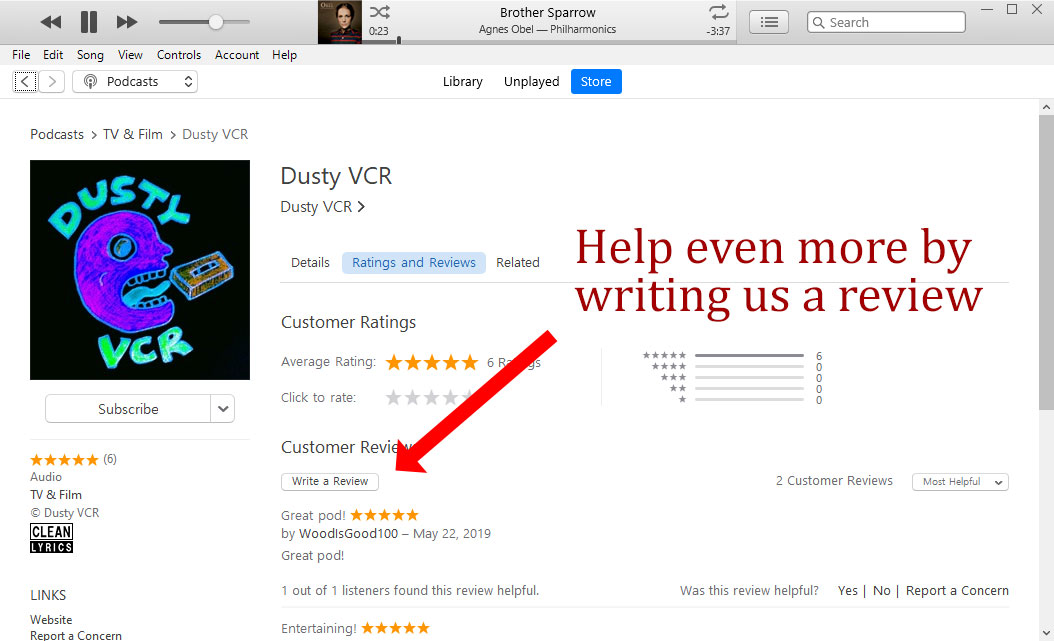 Brother Sparrow
0:23
Agnes Obel — Philharmonics
-3:37
Search
File Edit Song View Controls Account Help
Podcasts
Library Unplayed Store
Podcasts > TV & Film > Dusty VCR
DUSTY
VCR
Dusty VCR
Dusty VCR >
Details Ratings and Reviews Related
Help even more by
writing us a review
Customer Ratings
Average Rating: ★★★★★ 6
★★★★★ 6
★★★★ 0
★★★ 0
★★ 0
★ 0
Click to rate: ★★★★
Subscribe
Customer
Write a Review
2 Customer Reviews
Most Helpful
★★★★★ (6)
Audio
TV & Film
© Dusty VCR
CLEAN
LYRICS
Great pod! ★★★★★
by WoodIsGood100 – May 22, 2019
Great pod!
1 out of 1 listeners found this review helpful.
Was this review helpful? Yes | No | Report a Concern
LINKS
Website
Report a Concern
Entertaining! ★★★★★